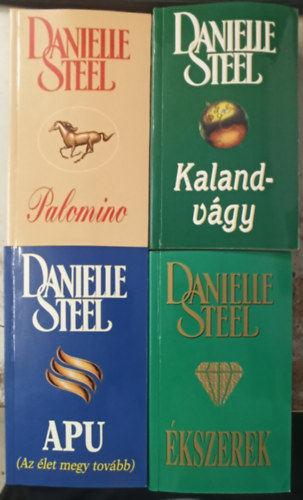 DANIELLE
STEEL
Palomino
DANIELLE
STEEL
Kaland-
vágy
DANIELLE
STEEL
APU
(Az élet megy tovább)
DANIELLE
STEEL
ÉKSZEREK